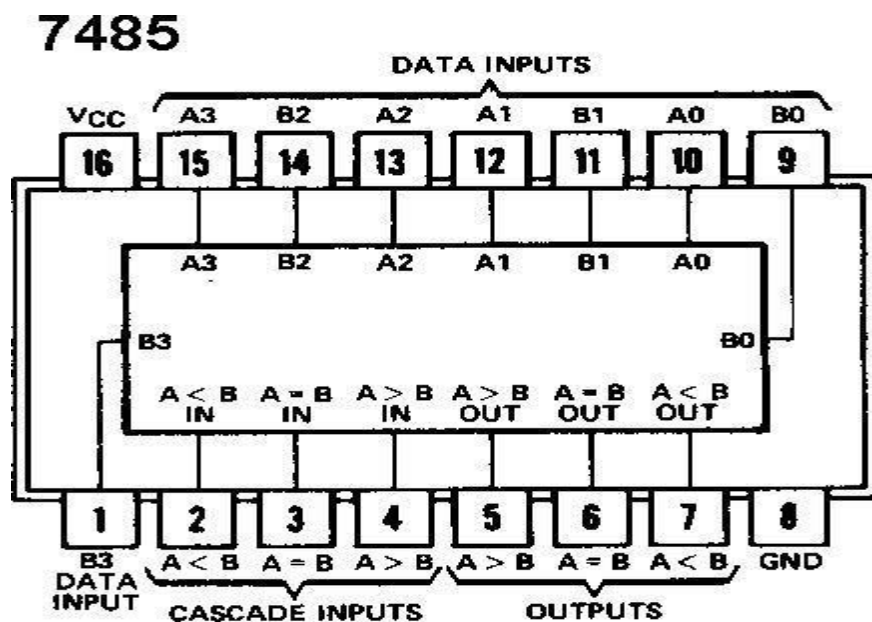 7485
DATA INPUTS
VCC A3 B2 A2 A1 B1 A0 B0
16 15 14 13 12 11 10 9
A3 B2 A2 A1 B1 A0
B3 B0
A < B A = B A > B A > B A = B A < B
IN IN IN OUT OUT OUT
1 2 3 4 5 6 7 8
B3 A < B A = B A > B A > B A = B A < B GND
DATA
INPUT
CASCADE INPUTS OUTPUTS